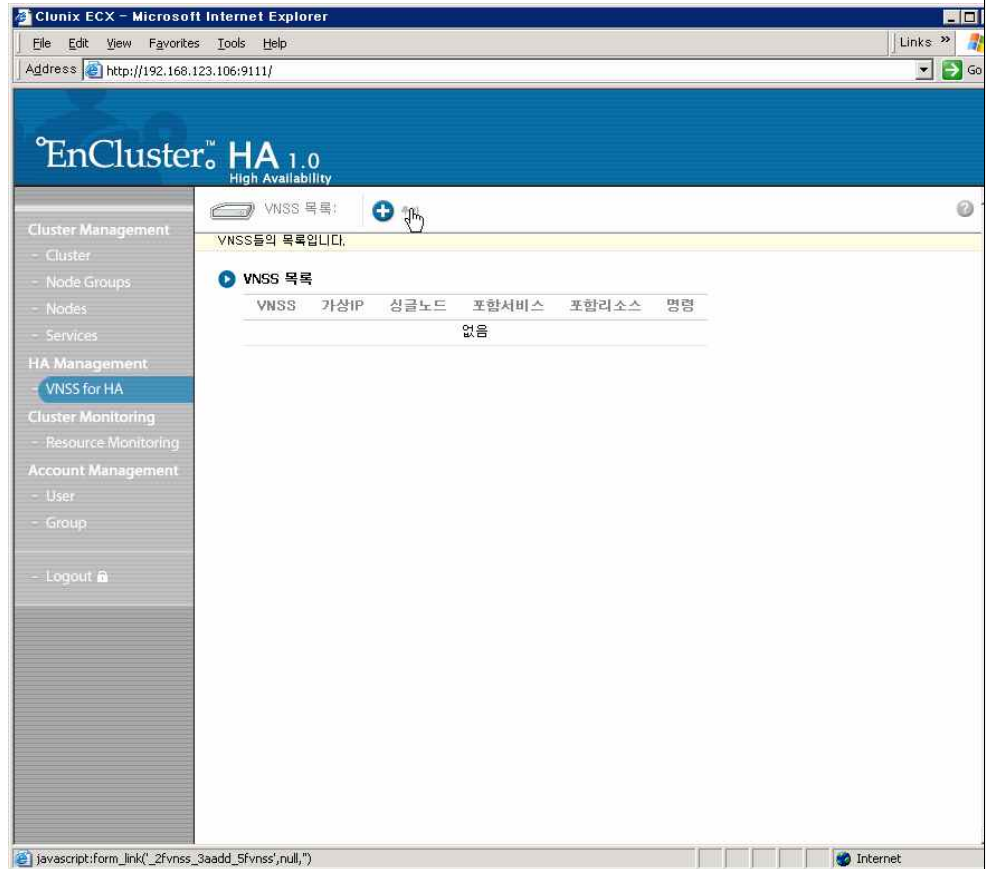 Clunix ECX - Microsoft Internet Explorer
File Edit View Favorites Tools Help
Links »
Address http://192.168.123.106:9111/
Go
EnCluster™ HA 1.0
High Availability
VNSS 목록:
VNSS들의 목록입니다.
Cluster Management
- Cluster
- Node Groups
- Nodes
- Services
HA Management
- VNSS for HA
Cluster Monitoring
- Resource Monitoring
Account Management
- User
- Group
- Logout
VNSS 목록
VNSS 가상IP 싱글노드 포함서비스 포함리소스 명령
없음
javascript:form_link('_2fvnss_3aadd_5fvnss',null,'')
Internet